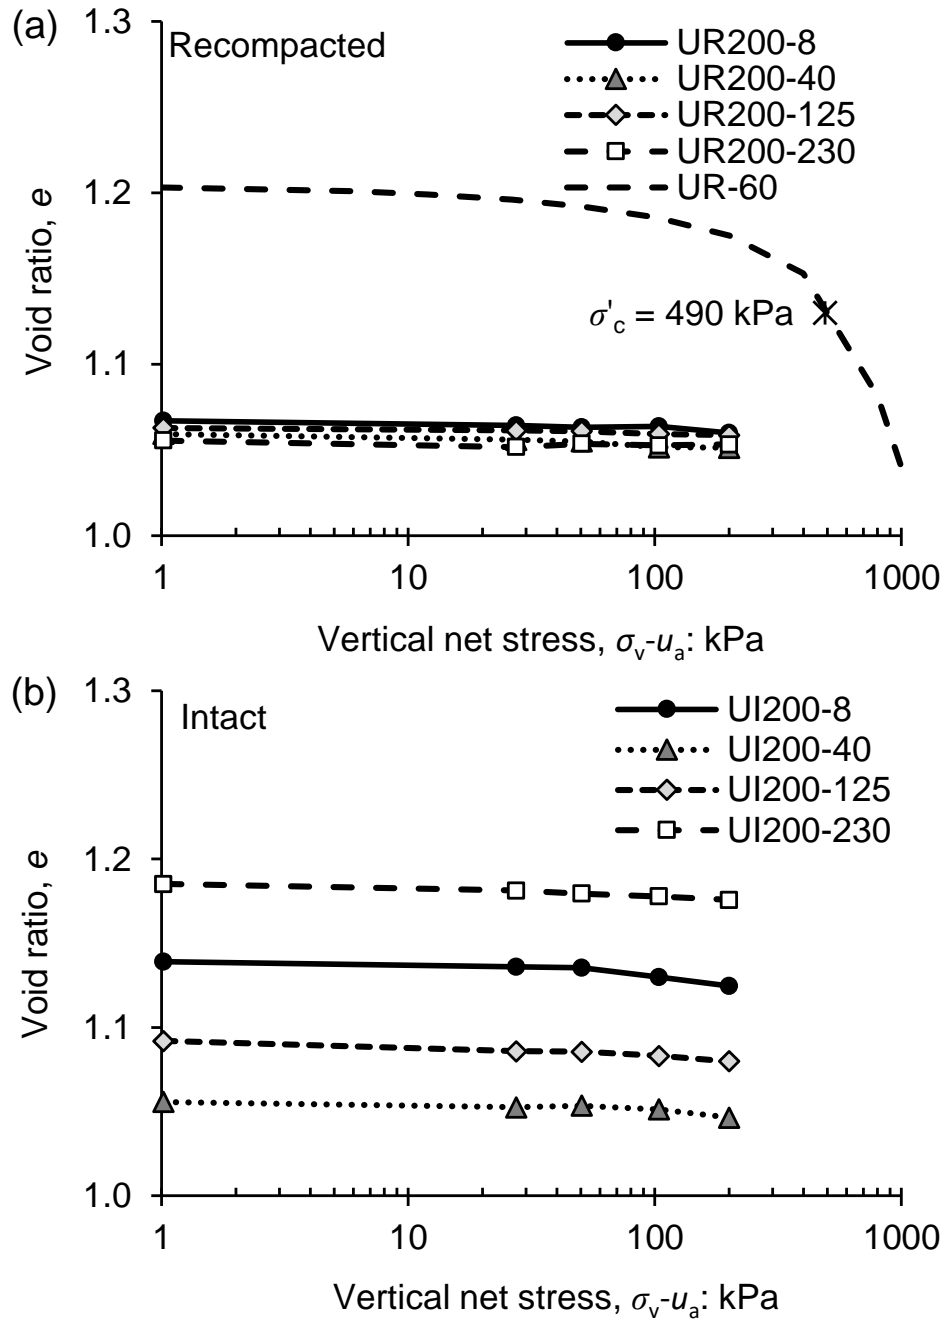 (a)
Recompacted
UR200-8
UR200-40
UR200-125
UR200-230
UR-60
1.3
1.2
1.1
1.0
Void ratio, e
σ'c = 490 kPa
1 10 100 1000
Vertical net stress, σv-ua: kPa
(b)
Intact
UI200-8
UI200-40
UI200-125
UI200-230
1.3
1.2
1.1
1.0
Void ratio, e
1 10 100 1000
Vertical net stress, σv-ua: kPa